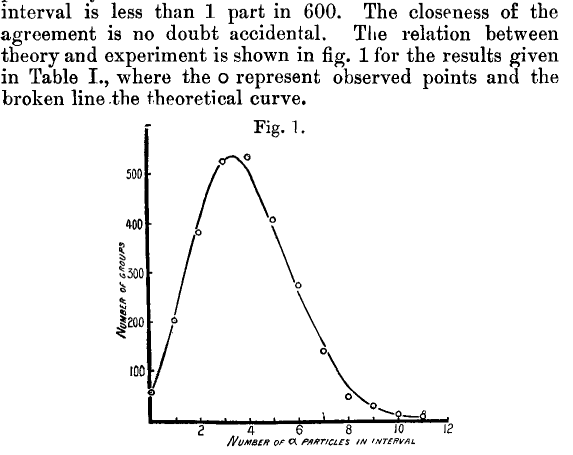 interval is less than 1 part in 600. The closeness of the
agreement is no doubt accidental. The relation between
theory and experiment is shown in fig. 1 for the results given
in Table I., where the o represent observed points and the
broken line the theoretical curve.
Fig. 1.
500
400
300
200
100
NUMBER OF GROUPS
2 4 6 8 10 12
NUMBER OF α PARTICLES IN INTERVAL